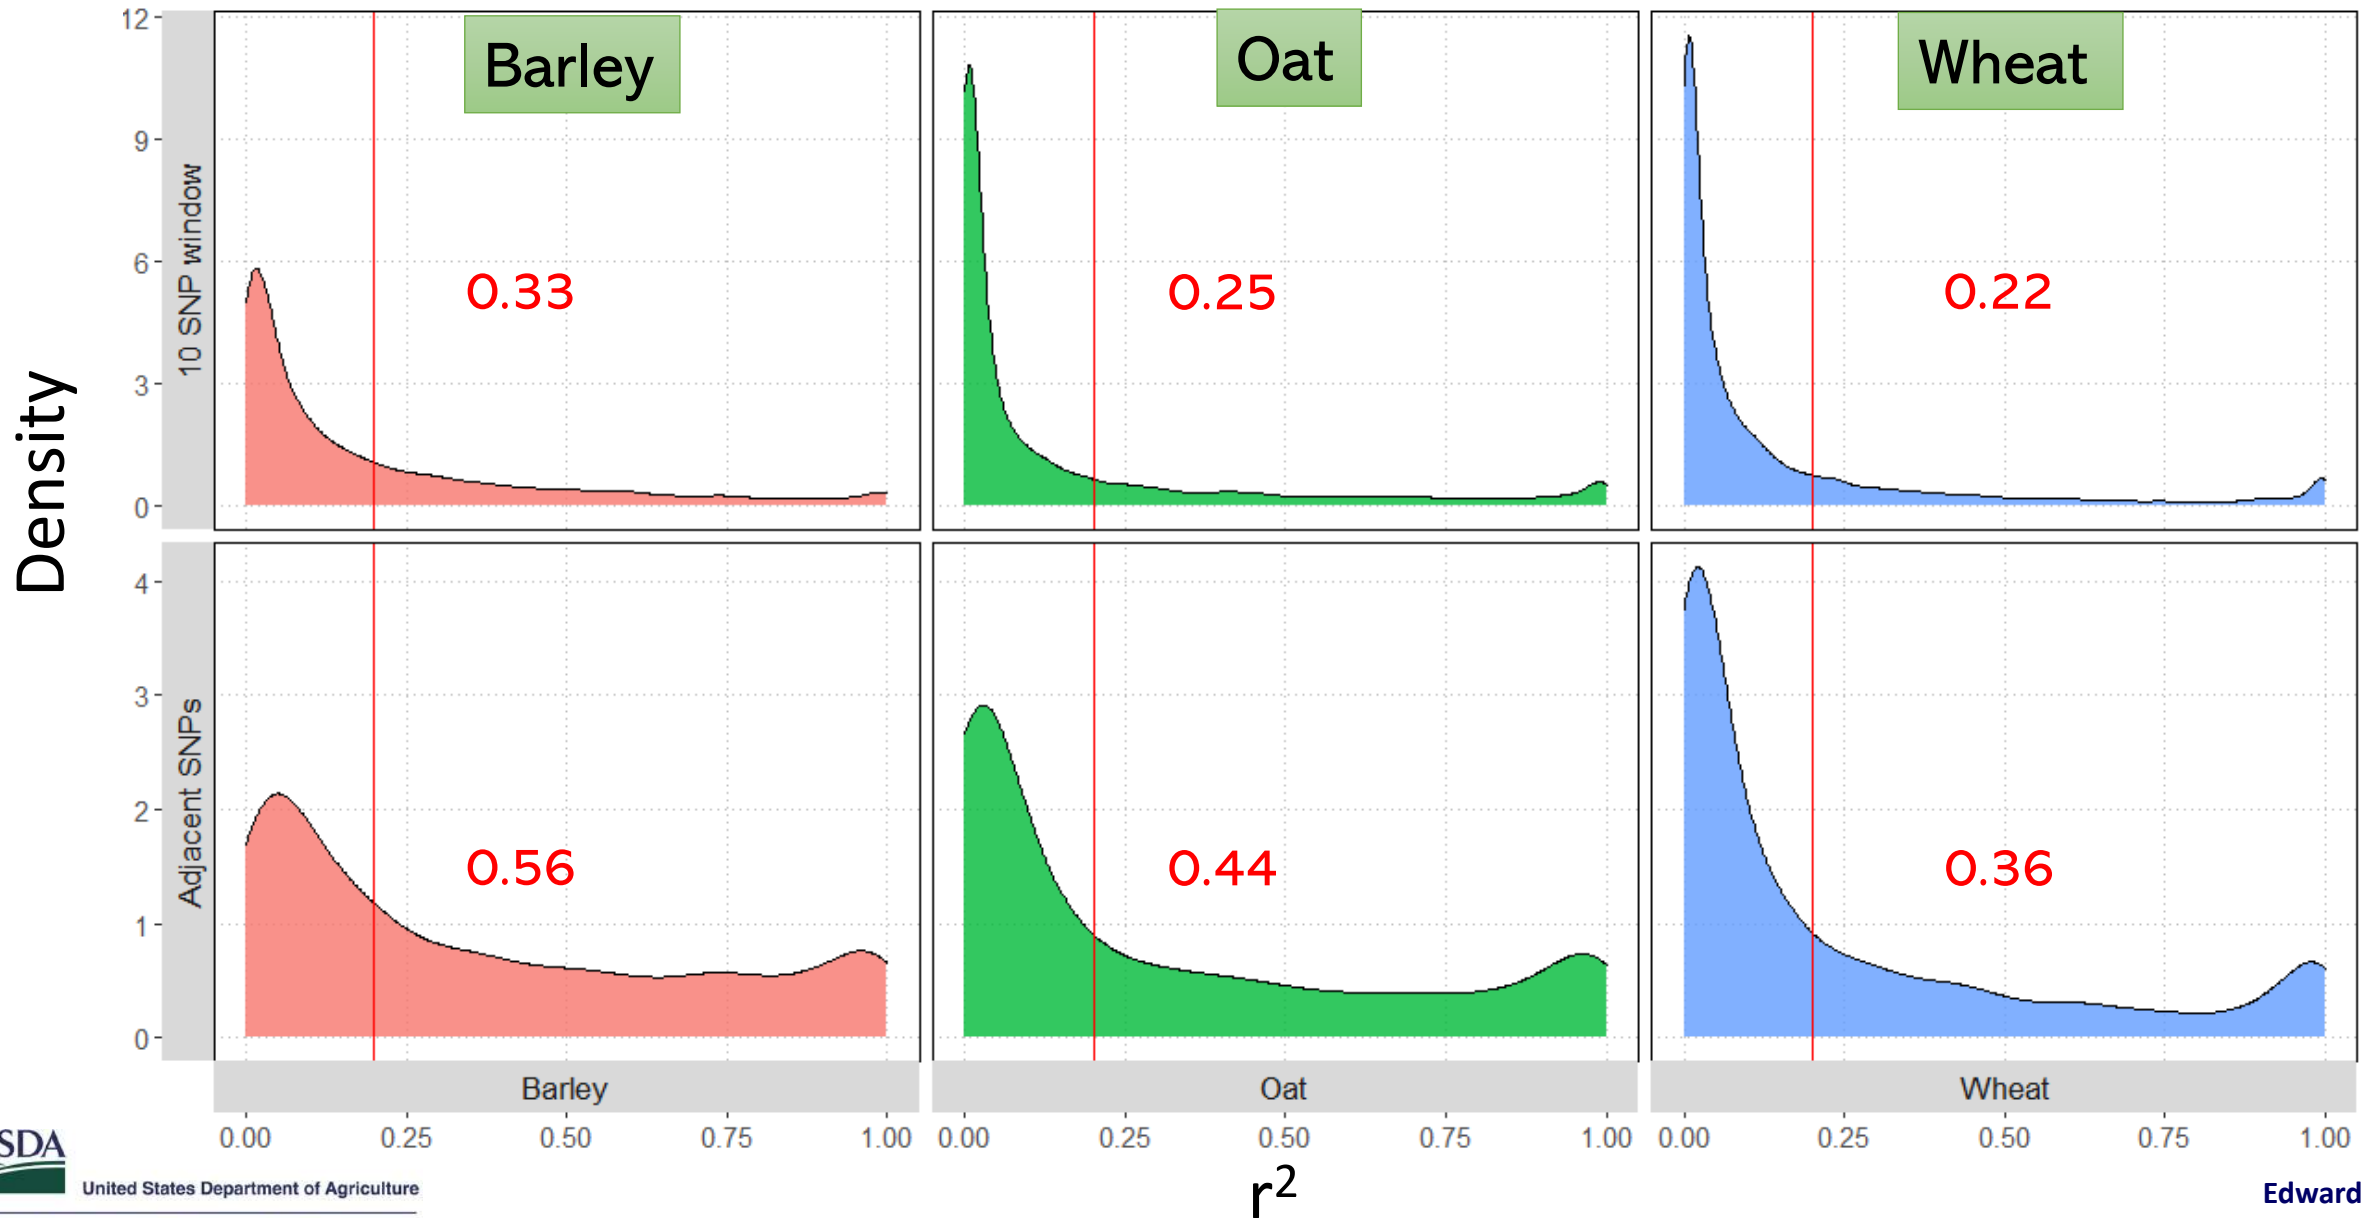 Barley
Oat
Wheat
Density
10 SNP window
12
9
6
3
0
0.33
0.25
0.22
Adjacent SNPs
4
3
2
1
0
0.56
0.44
0.36
Barley
Oat
Wheat
0.00 0.25 0.50 0.75 1.00
0.00 0.25 0.50 0.75 1.00
0.00 0.25 0.50 0.75 1.00
r²
SDA
United States Department of Agriculture
Edward